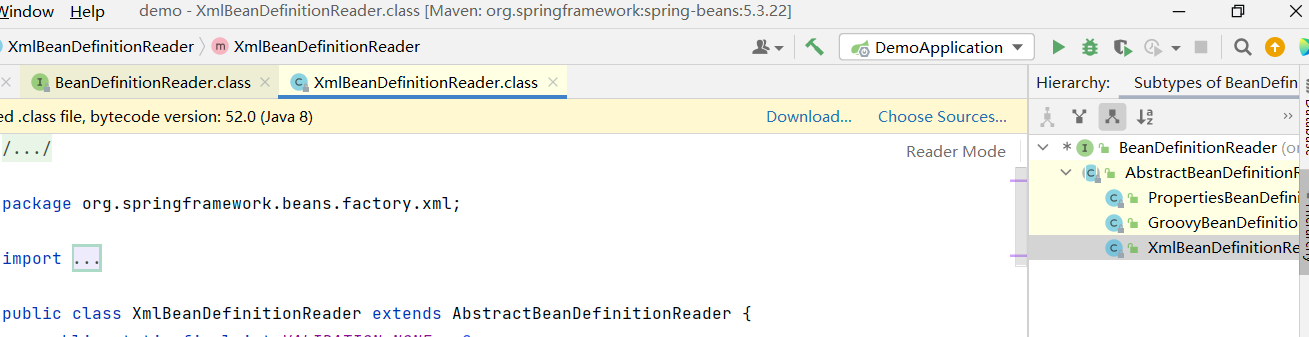 Window Help demo - XmlBeanDefinitionReader.class [Maven: org.springframework:spring-beans:5.3.22]
XmlBeanDefinitionReader m XmlBeanDefinitionReader DemoApplication
I BeanDefinitionReader.class C XmlBeanDefinitionReader.class Hierarchy: Subtypes of BeanDefin
ed .class file, bytecode version: 52.0 (Java 8) Download... Choose Sources...
/.../ Reader Mode
package org.springframework.beans.factory.xml;
import ...
public class XmlBeanDefinitionReader extends AbstractBeanDefinitionReader {
* I BeanDefinitionReader (or
C AbstractBeanDefinitionR
C PropertiesBeanDefini
C GroovyBeanDefinitio
C XmlBeanDefinitionRe